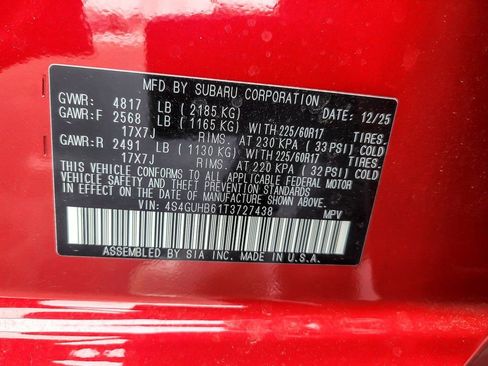 MFD BY SUBARU CORPORATION
GVWR: 4817 LB ( 2185 KG) DATE: 12/25
GAWR:F 2568 LB ( 1165 KG) WITH 225/60R17 TIRES,
17X7J RIMS, AT 230 KPA ( 33 PSI) COLD
GAWR:R 2491 LB ( 1130 KG) WITH 225/60R17 TIRES,
17X7J RIMS, AT 220 KPA ( 32 PSI) COLD
THIS VEHICLE CONFORMS TO ALL APPLICABLE FEDERAL MOTOR
VEHICLE SAFETY AND THEFT PREVENTION STANDARDS IN
EFFECT ON THE DATE OF MANUFACTURE SHOWN ABOVE.
VIN: 4S4GUHB61T3727438 MPV
ASSEMBLED BY SIA INC. MADE IN U.S.A.